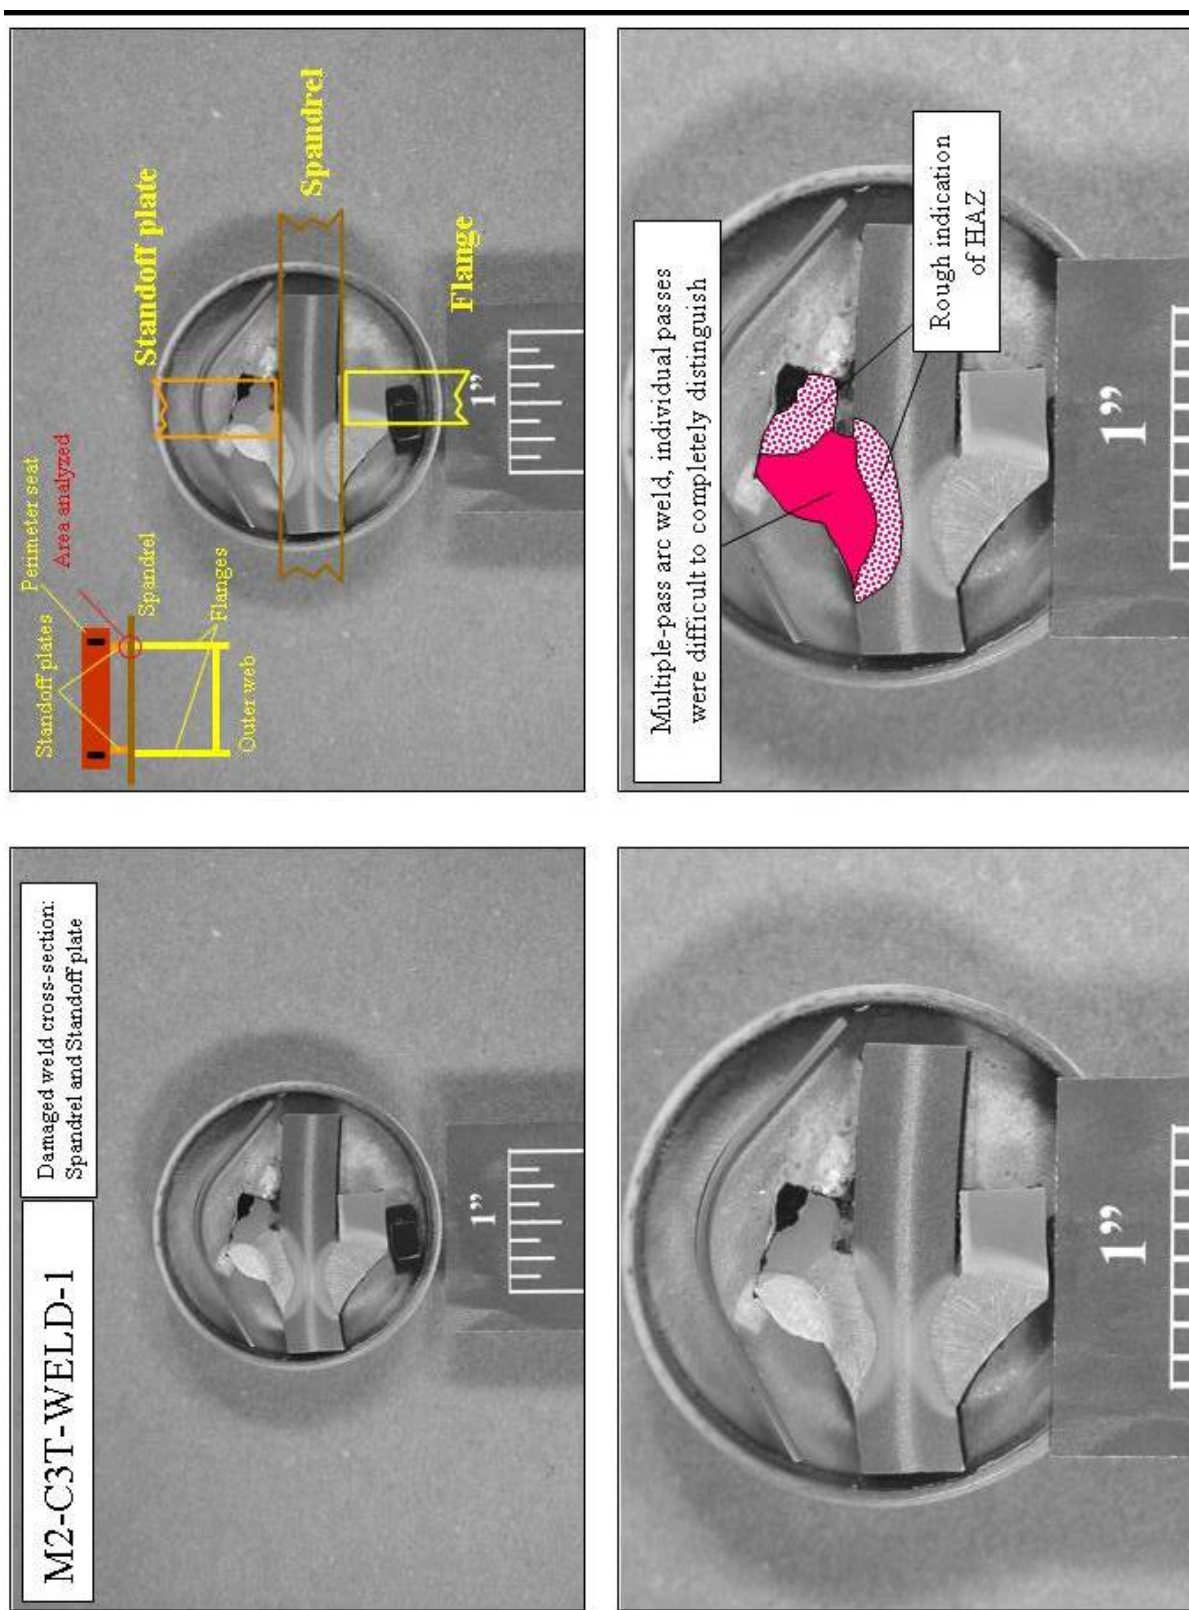 M2-C3T-WELD-1
Damaged weld cross-section:
Spandrel and Standoff plate
1”
Standoff plates
Perimeter seat
Area analyzed
Spandrel
Flanges
Outer web
Standoff plate
Spandrel
Flange
1”
1”
Multiple-pass arc weld, individual passes
were difficult to completely distinguish
Rough indication
of HAZ
1”